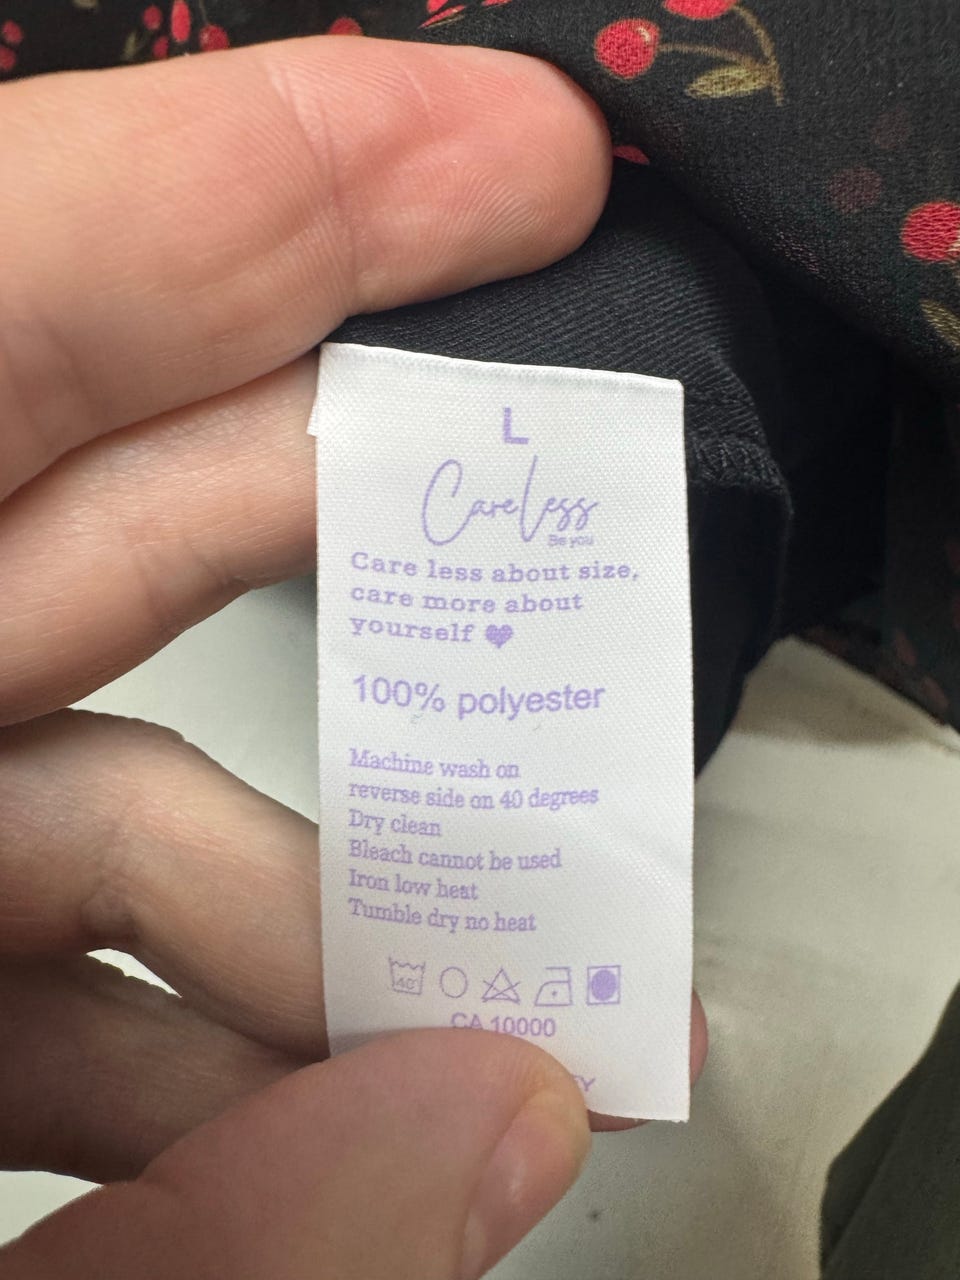 L
CareLess
Be you
Care less about size,
care more about
yourself
100% polyester
Machine wash on
reverse side on 40 degrees
Dry clean
Bleach cannot be used
Iron low heat
Tumble dry no heat
40°
CA 10000